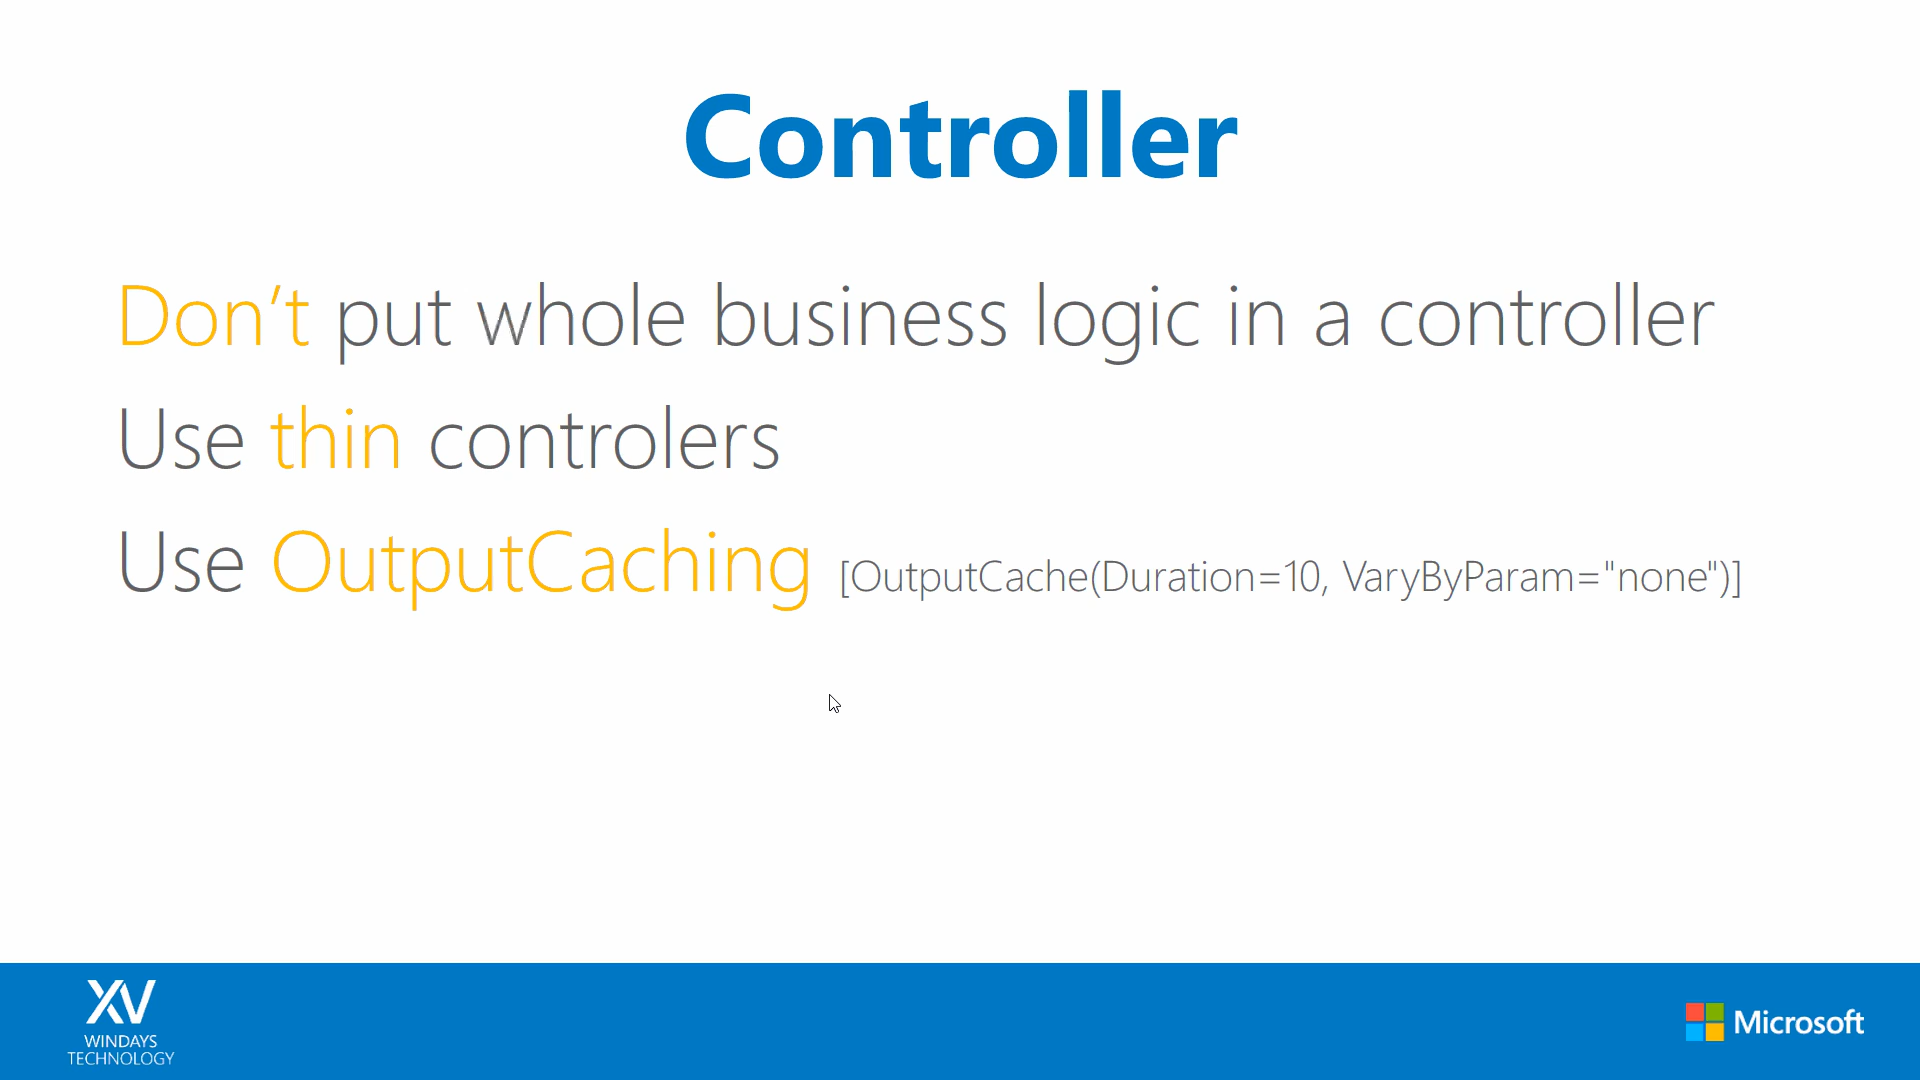 Controller
Don’t put whole business logic in a controller
Use thin controlers
Use OutputCaching [OutputCache(Duration=10, VaryByParam="none")]
XV
WINDAYS
TECHNOLOGY
Microsoft